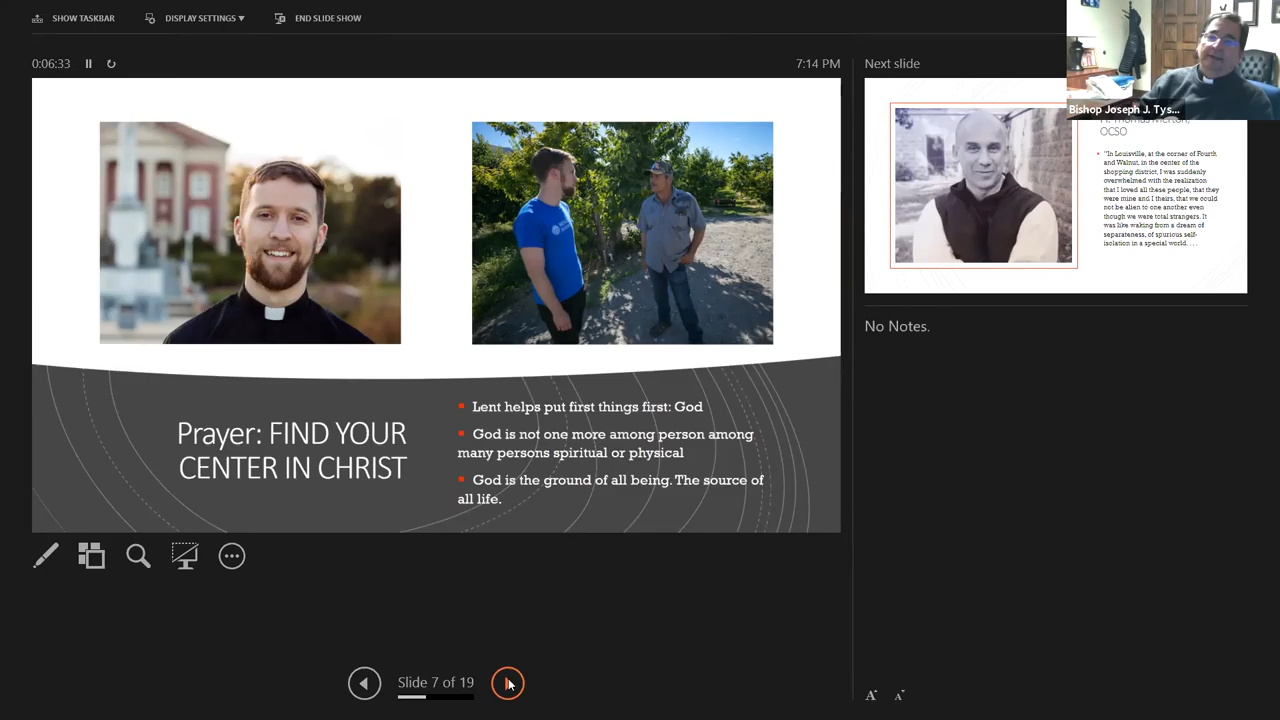 SHOW TASKBAR
DISPLAY SETTINGS ▼
END SLIDE SHOW
0:06:33
7:14 PM
Prayer: FIND YOUR
CENTER IN CHRIST
Lent helps put first things first: God
God is not one more among person among
many persons spiritual or physical
God is the ground of all being. The source of
all life.
Slide 7 of 19
Next slide
Bishop Joseph J. Tys...
OCSO
"In Louisville, at the corner of Fourth
and Walnut, in the center of the
shopping district, I was suddenly
overwhelmed with the realization
that I loved all these people, that they
were mine and I theirs, that we could
not be alien to one another even
though we were total strangers. It
was like waking from a dream of
separateness, of spurious self-
isolation in a special world. . . .
No Notes.
A A